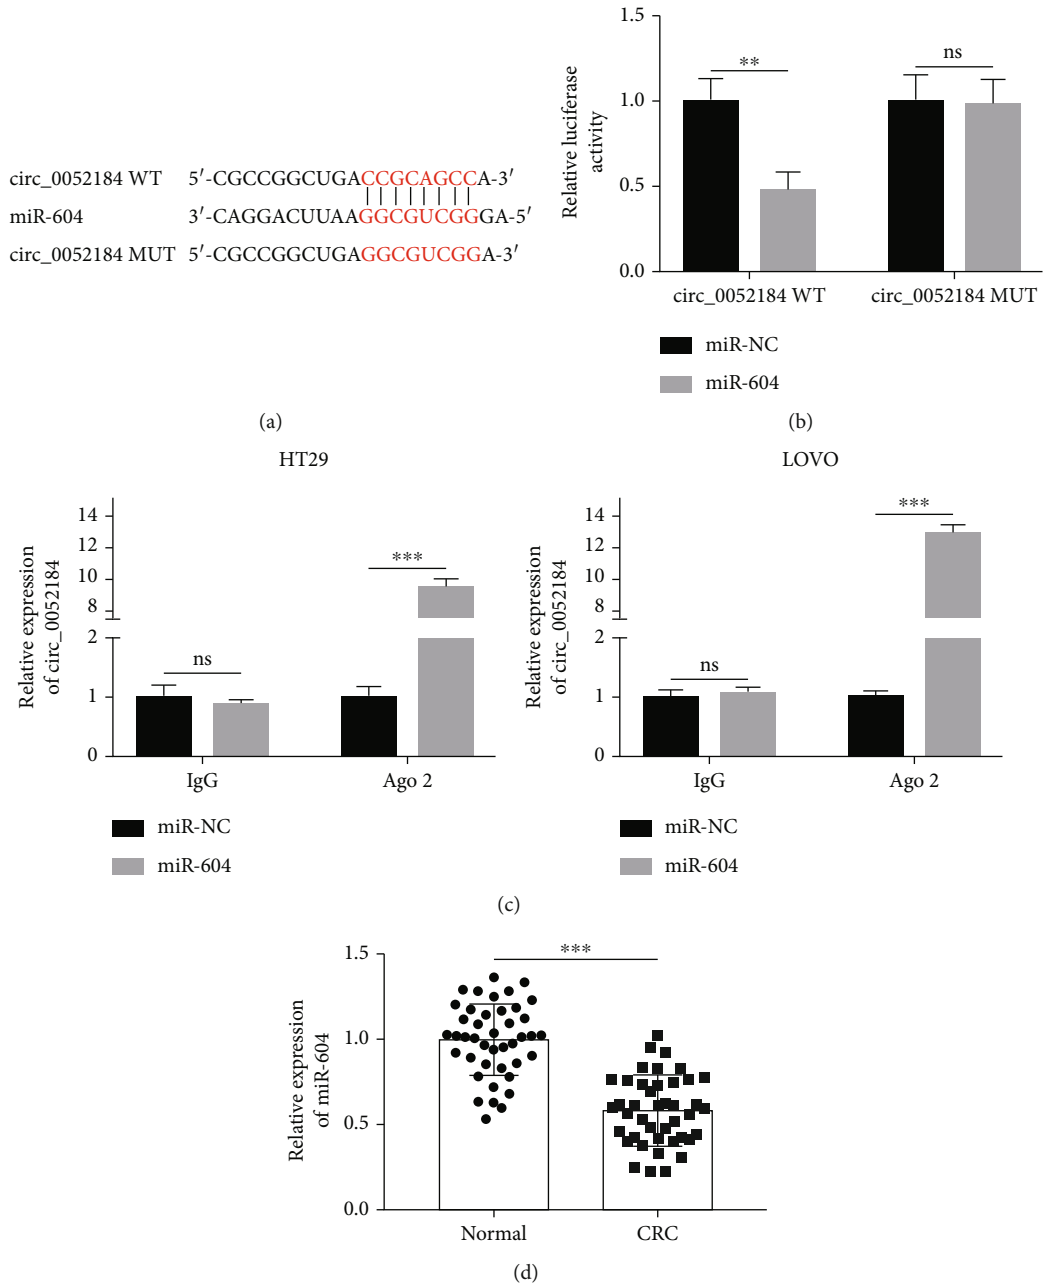 circ_0052184 WT 5′-CGCCGGCUGACCGCAGCCA-3′
miR-604 3′-CAGGACUUAAGGCGUCGGGA-5′
circ_0052184 MUT 5′-CGCCGGCUGAGGCGUCGGA-3′
(a)
Relative luciferase
activity
1.5
1.0
0.5
0.0
**
ns
circ_0052184 WT
circ_0052184 MUT
miR-NC
miR-604
(b)
HT29
Relative expression
of circ_0052184
14
12
10
8
2
1
0
ns
***
IgG
Ago 2
miR-NC
miR-604
LOVO
Relative expression
of circ_0052184
14
12
10
8
2
1
0
ns
***
IgG
Ago 2
miR-NC
miR-604
(c)
Relative expression
of miR-604
1.5
1.0
0.5
0.0
***
Normal
CRC
(d)